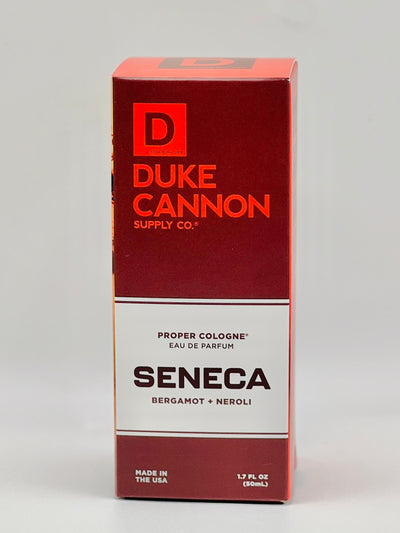 D
D
DUKE
CANNON
SUPPLY CO.®
PROPER COLOGNE®
EAU DE PARFUM
SENECA
BERGAMOT + NEROLI
MADE IN
THE USA
1.7 FL OZ
(50mL)